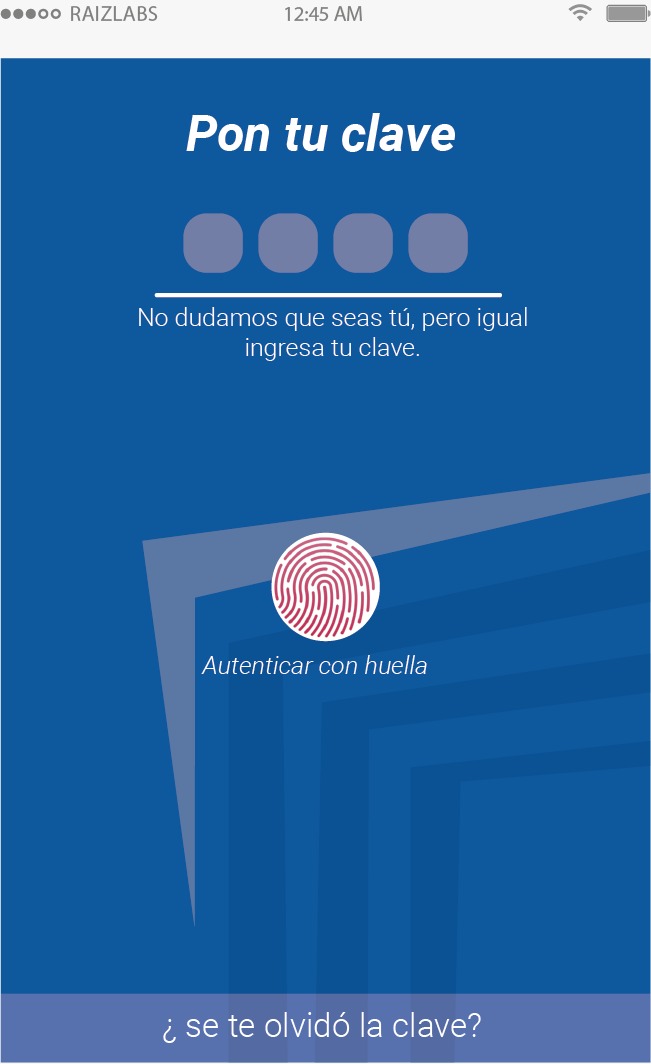 RAIZLABS 12:45 AM
Pon tu clave
No dudamos que seas tú, pero igual
ingresa tu clave.
Autenticar con huella
¿ se te olvidó la clave?